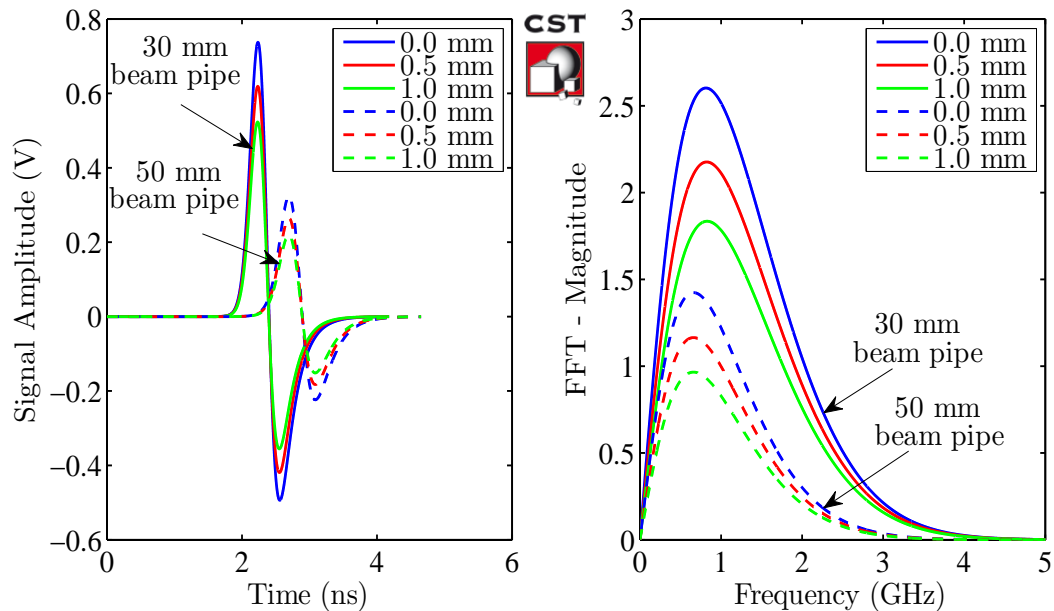 0.8
0.6
0.4
0.2
0
−0.2
−0.4
−0.6
Signal Amplitude (V)
0
2
4
6
Time (ns)
30 mm
beam pipe
50 mm
beam pipe
0.0 mm
0.5 mm
1.0 mm
0.0 mm
0.5 mm
1.0 mm
CST
3
2.5
2
1.5
1
0.5
0
FFT - Magnitude
0
1
2
3
4
5
Frequency (GHz)
0.0 mm
0.5 mm
1.0 mm
0.0 mm
0.5 mm
1.0 mm
30 mm
beam pipe
50 mm
beam pipe